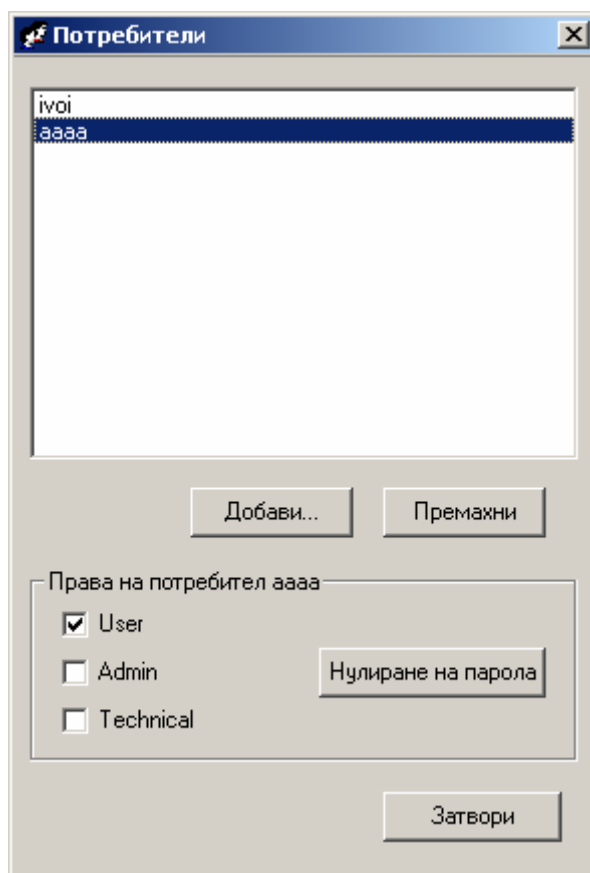 Потребители
ivoi
aaaa
Добави...
Премахни
Права на потребител aaaa
User
Admin
Нулиране на парола
Technical
Затвори